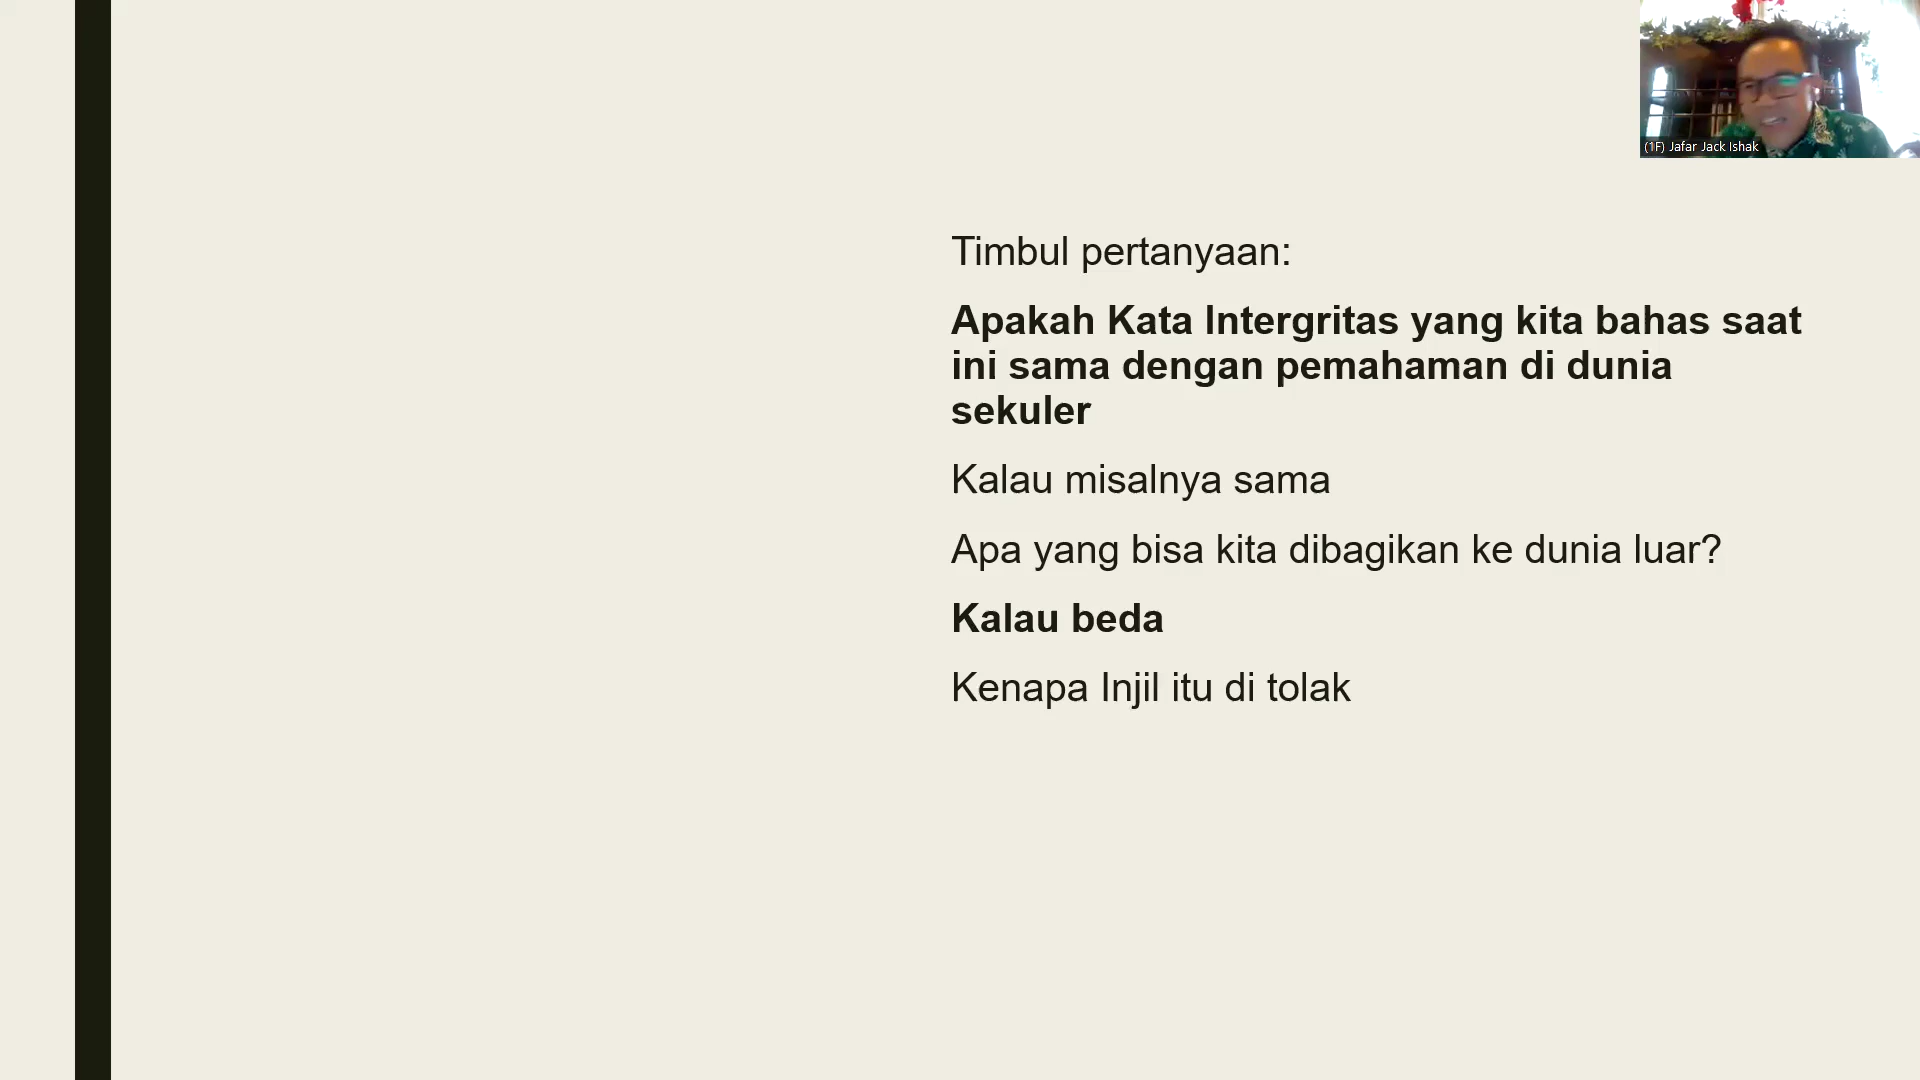 (1F) Jafar Jack Ishak
Timbul pertanyaan:
Apakah Kata Intergritas yang kita bahas saat
ini sama dengan pemahaman di dunia
sekuler
Kalau misalnya sama
Apa yang bisa kita dibagikan ke dunia luar?
Kalau beda
Kenapa Injil itu di tolak